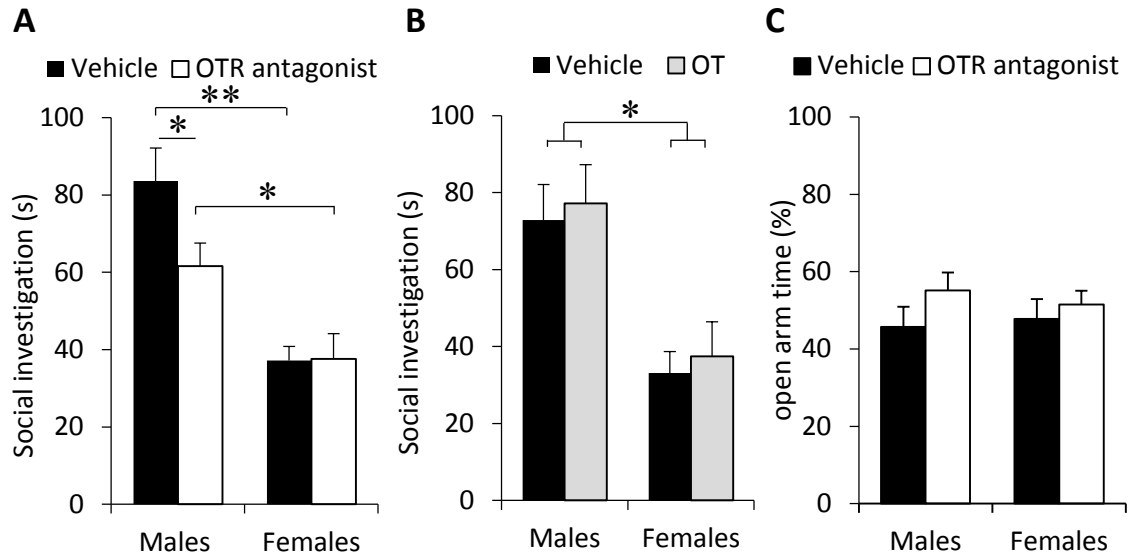 A
Vehicle OTR antagonist
**
*
*
100
80
60
40
20
0
Social investigation (s)
Males Females
B
Vehicle OT
*
100
80
60
40
20
0
Social investigation (s)
Males Females
C
Vehicle OTR antagonist
100
80
60
40
20
0
open arm time (%)
Males Females